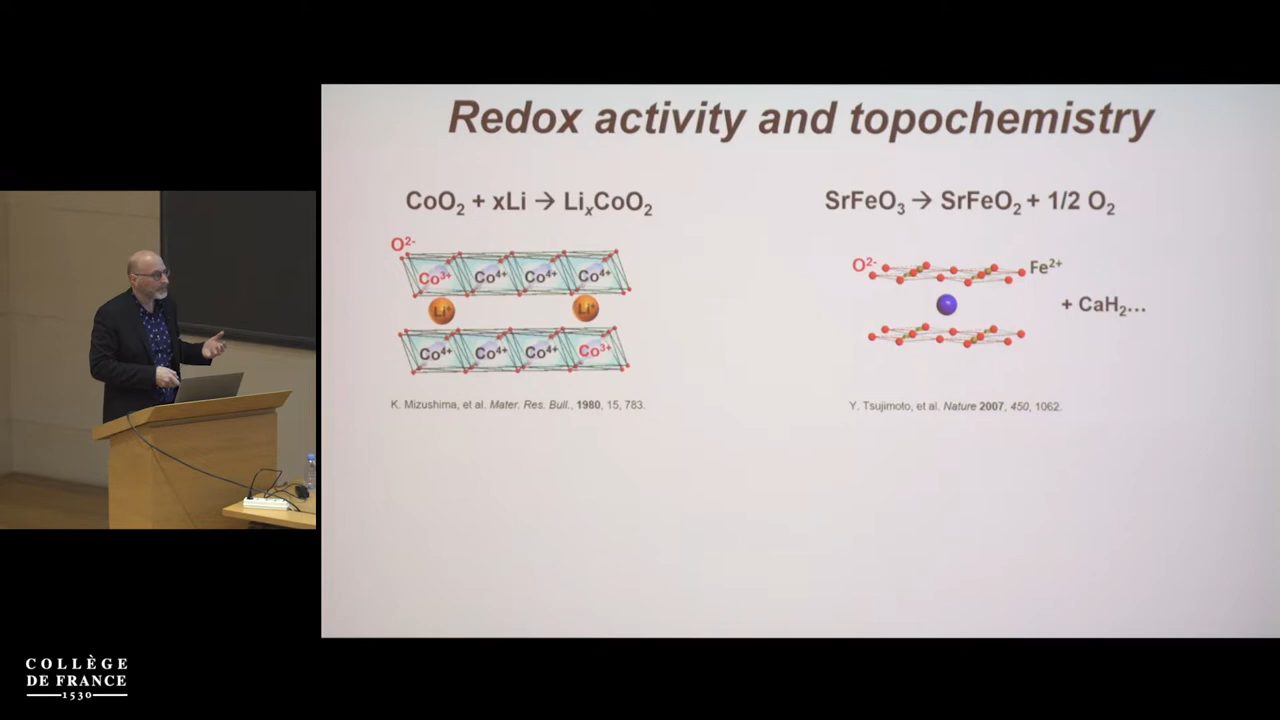 Redox activity and topochemistry
CoO₂ + xLi → LiₓCoO₂
O²⁻
Co³⁺ Co⁴⁺ Co⁴⁺ Co⁴⁺
Li⁺ Li⁺
Co⁴⁺ Co⁴⁺ Co⁴⁺ Co³⁺
K. Mizushima, et al. Mater. Res. Bull., 1980, 15, 783.
SrFeO₃ → SrFeO₂ + 1/2 O₂
O²⁻ Fe²⁺
+ CaH₂...
Y. Tsujimoto, et al. Nature 2007, 450, 1062.
COLLÈGE
DE FRANCE
1530